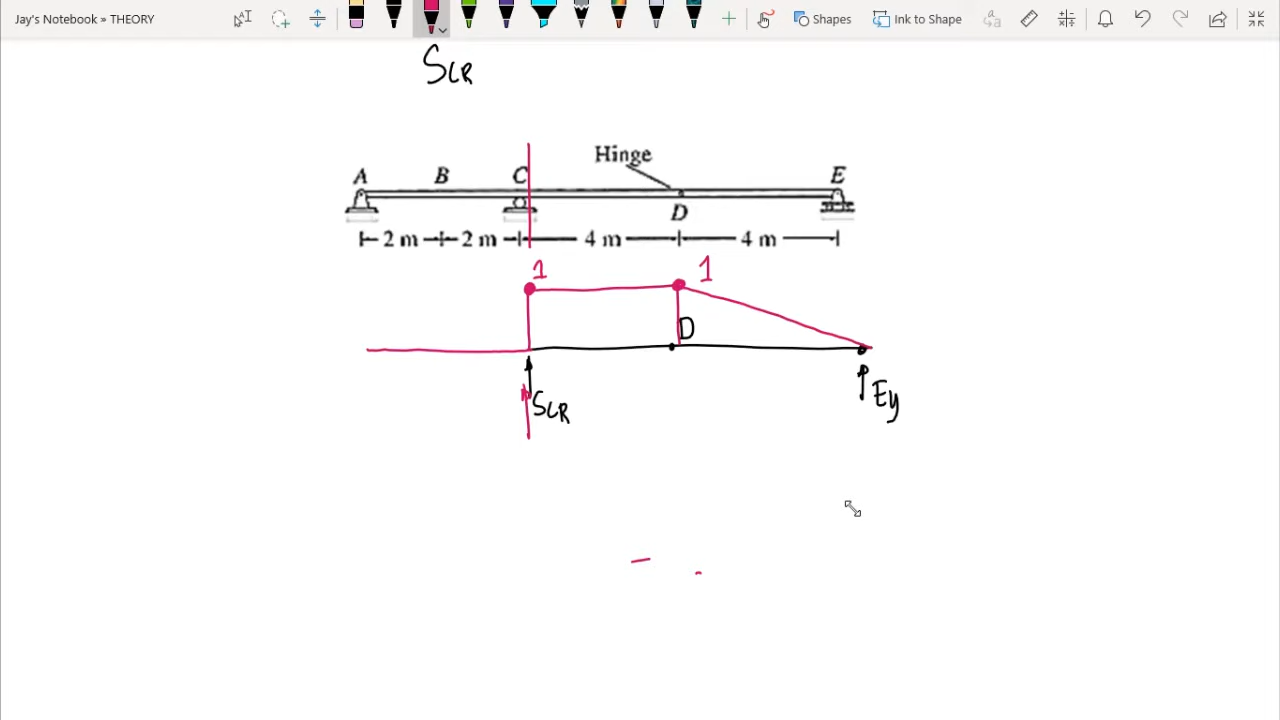 Jay's Notebook » THEORY
Shapes
Ink to Shape
SCR
Hinge
A B C E
D
2 m 2 m 4 m 4 m
1 1
D
SCR Ey